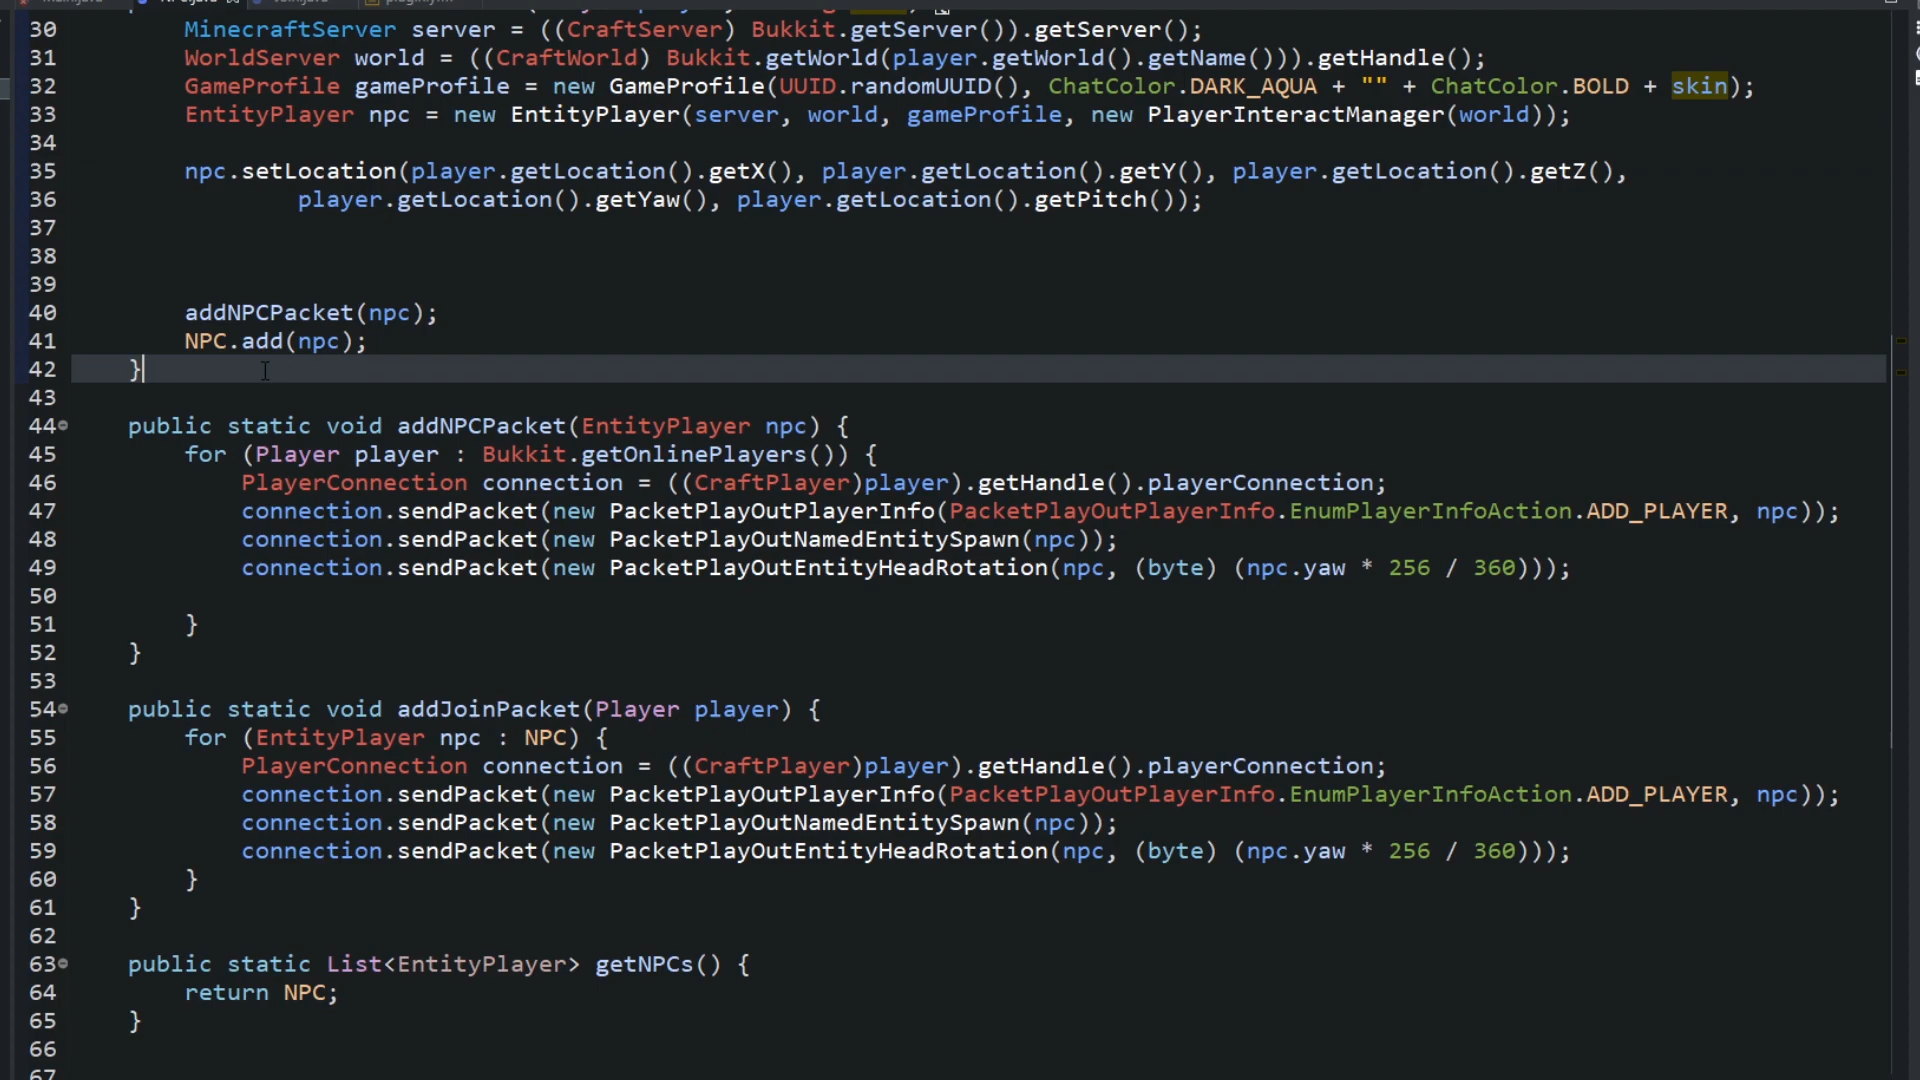 30 MinecraftServer server = ((CraftServer) Bukkit.getServer()).getServer();
31 WorldServer world = ((CraftWorld) Bukkit.getWorld(player.getWorld().getName())).getHandle();
32 GameProfile gameProfile = new GameProfile(UUID.randomUUID(), ChatColor.DARK_AQUA + "" + ChatColor.BOLD + skin);
33 EntityPlayer npc = new EntityPlayer(server, world, gameProfile, new PlayerInteractManager(world));
34
35 npc.setLocation(player.getLocation().getX(), player.getLocation().getY(), player.getLocation().getZ(),
36 player.getLocation().getYaw(), player.getLocation().getPitch());
37
38
39
40 addNPCPacket(npc);
41 NPC.add(npc);
42 }
43
44 public static void addNPCPacket(EntityPlayer npc) {
45 for (Player player : Bukkit.getOnlinePlayers()) {
46 PlayerConnection connection = ((CraftPlayer)player).getHandle().playerConnection;
47 connection.sendPacket(new PacketPlayOutPlayerInfo(PacketPlayOutPlayerInfo.EnumPlayerInfoAction.ADD_PLAYER, npc));
48 connection.sendPacket(new PacketPlayOutNamedEntitySpawn(npc));
49 connection.sendPacket(new PacketPlayOutEntityHeadRotation(npc, (byte) (npc.yaw * 256 / 360)));
50
51 }
52 }
53
54 public static void addJoinPacket(Player player) {
55 for (EntityPlayer npc : NPC) {
56 PlayerConnection connection = ((CraftPlayer)player).getHandle().playerConnection;
57 connection.sendPacket(new PacketPlayOutPlayerInfo(PacketPlayOutPlayerInfo.EnumPlayerInfoAction.ADD_PLAYER, npc));
58 connection.sendPacket(new PacketPlayOutNamedEntitySpawn(npc));
59 connection.sendPacket(new PacketPlayOutEntityHeadRotation(npc, (byte) (npc.yaw * 256 / 360)));
60 }
61 }
62
63 public static List<EntityPlayer> getNPCs() {
64 return NPC;
65 }
66
67